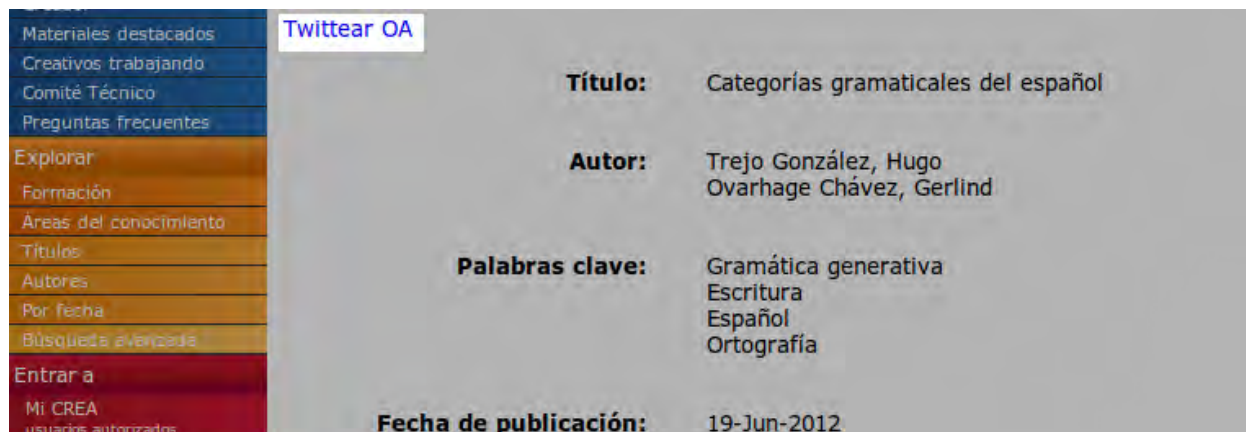 Materiales destacados
Creativos trabajando
Comité Técnico
Preguntas frecuentes
Explorar
Formación
Áreas del conocimiento
Títulos
Autores
Por fecha
Búsqueda avanzada
Entrar a
Mi CREA
usuarios autorizados
Twittear OA
Título: Categorías gramaticales del español
Autor: Trejo González, Hugo
Ovarhage Chávez, Gerlind
Palabras clave: Gramática generativa
Escritura
Español
Ortografía
Fecha de publicación: 19-Jun-2012